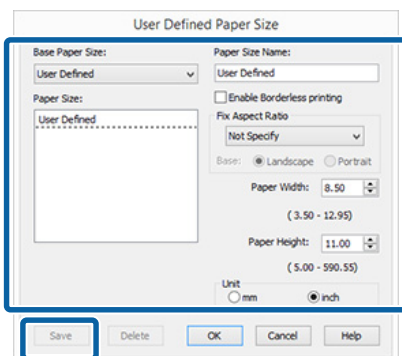 User Defined Paper Size
Base Paper Size:
User Defined
Paper Size:
User Defined
Paper Size Name:
User Defined
Enable Borderless printing
Fix Aspect Ratio
Not Specify
Base: Landscape Portrait
Paper Width: 8.50
( 3.50 - 12.95)
Paper Height: 11.00
( 5.00 - 590.55)
Unit
mm inch
Save Delete OK Cancel Help